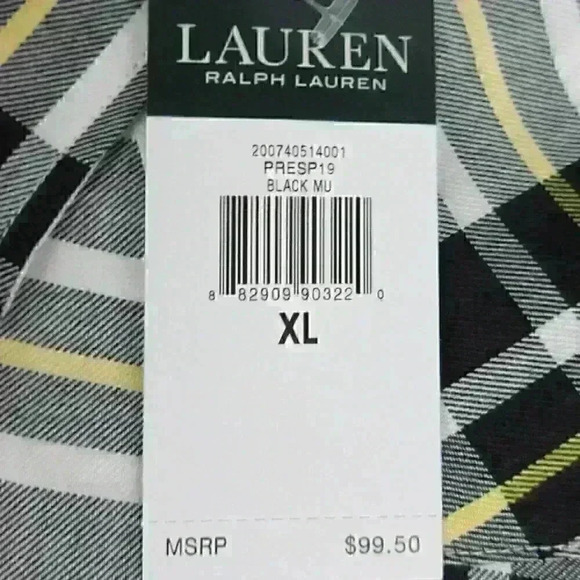 LAUREN
RALPH LAUREN
200740514001
PRESP19
BLACK MU
8 82909 90322 0
XL
MSRP $99.50